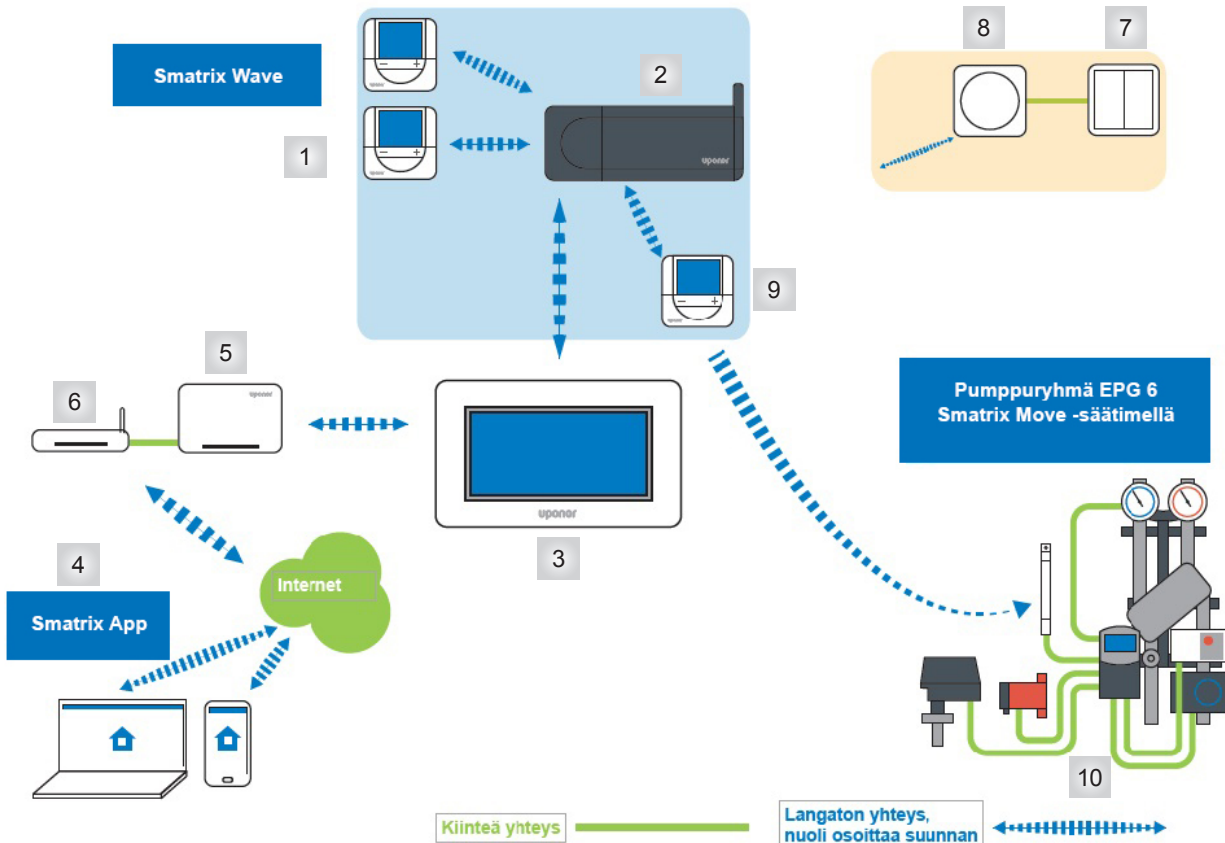 Smatrix Wave
1
2
uponor
8
7
9
5
6
uponor
uponor
3
Pumppuryhmä EPG 6
Smatrix Move -säätimellä
4
Smatrix App
Internet
10
Kiinteä yhteys
Langaton yhteys,
nuoli osoittaa suunnan